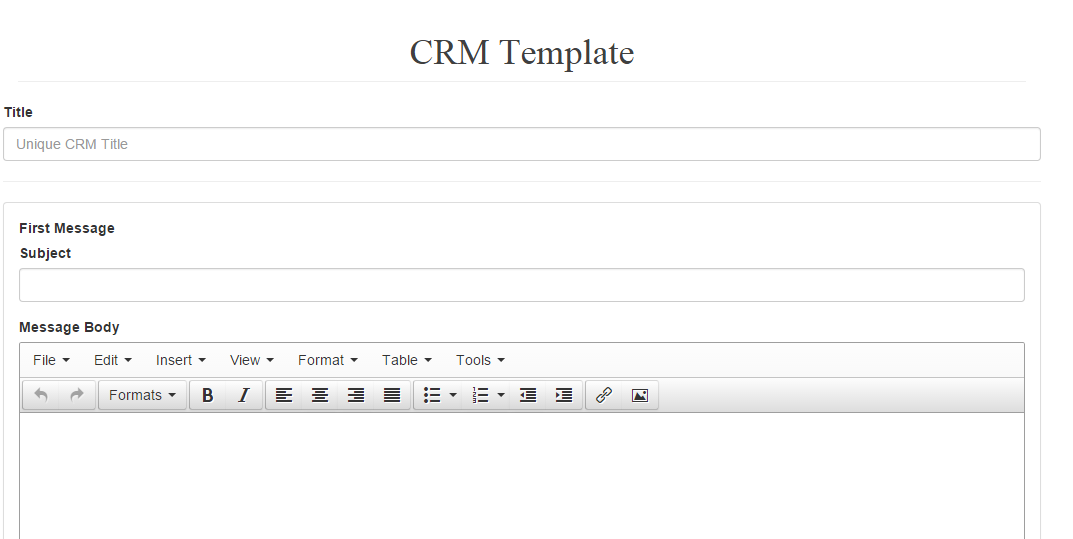 CRM Template
Title
Unique CRM Title
First Message
Subject
Message Body
File Edit Insert View Format Table Tools
Formats B I